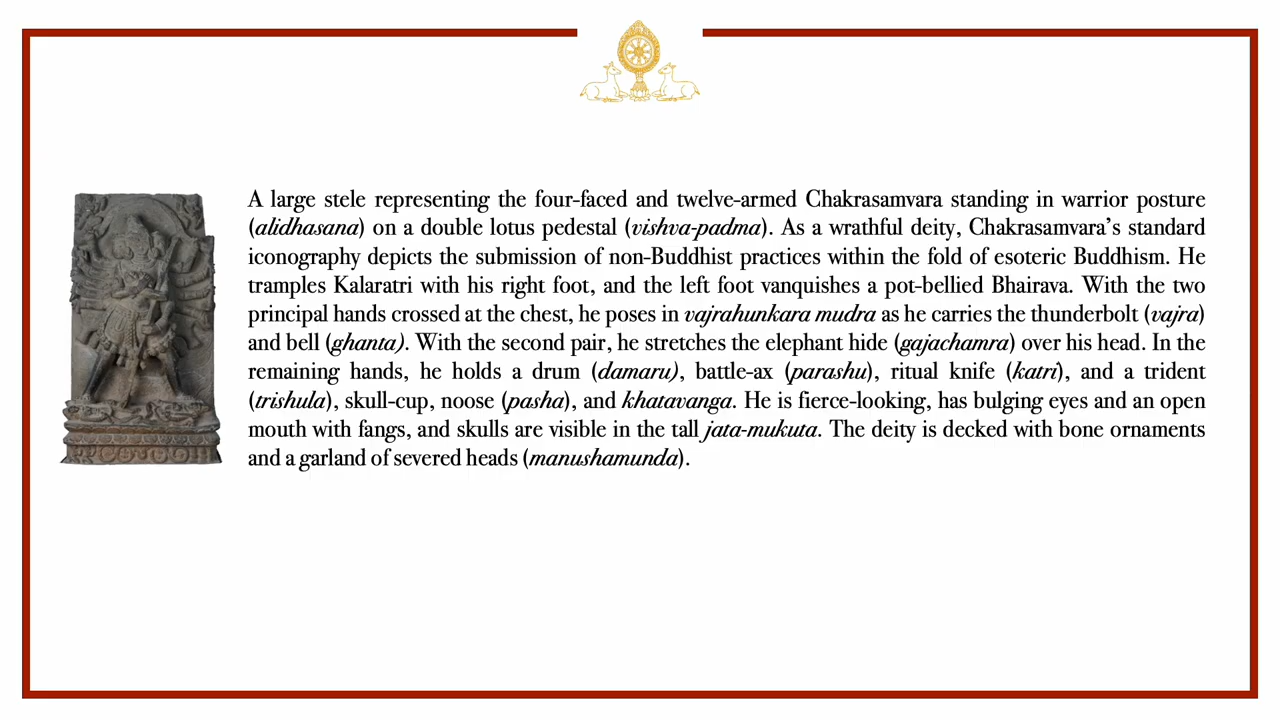 A large stele representing the four-faced and twelve-armed Chakrasamvara standing in warrior posture
(alidhasana) on a double lotus pedestal (vishva-padma). As a wrathful deity, Chakrasamvara's standard
iconography depicts the submission of non-Buddhist practices within the fold of esoteric Buddhism. He
tramples Kalaratri with his right foot, and the left foot vanquishes a pot-bellied Bhairava. With the two
principal hands crossed at the chest, he poses in vajrahunkara mudra as he carries the thunderbolt (vajra)
and bell (ghanta). With the second pair, he stretches the elephant hide (gajachamra) over his head. In the
remaining hands, he holds a drum (damaru), battle-ax (parashu), ritual knife (katri), and a trident
(trishula), skull-cup, noose (pasha), and khatavanga. He is fierce-looking, has bulging eyes and an open
mouth with fangs, and skulls are visible in the tall jata-mukuta. The deity is decked with bone ornaments
and a garland of severed heads (manushamunda).